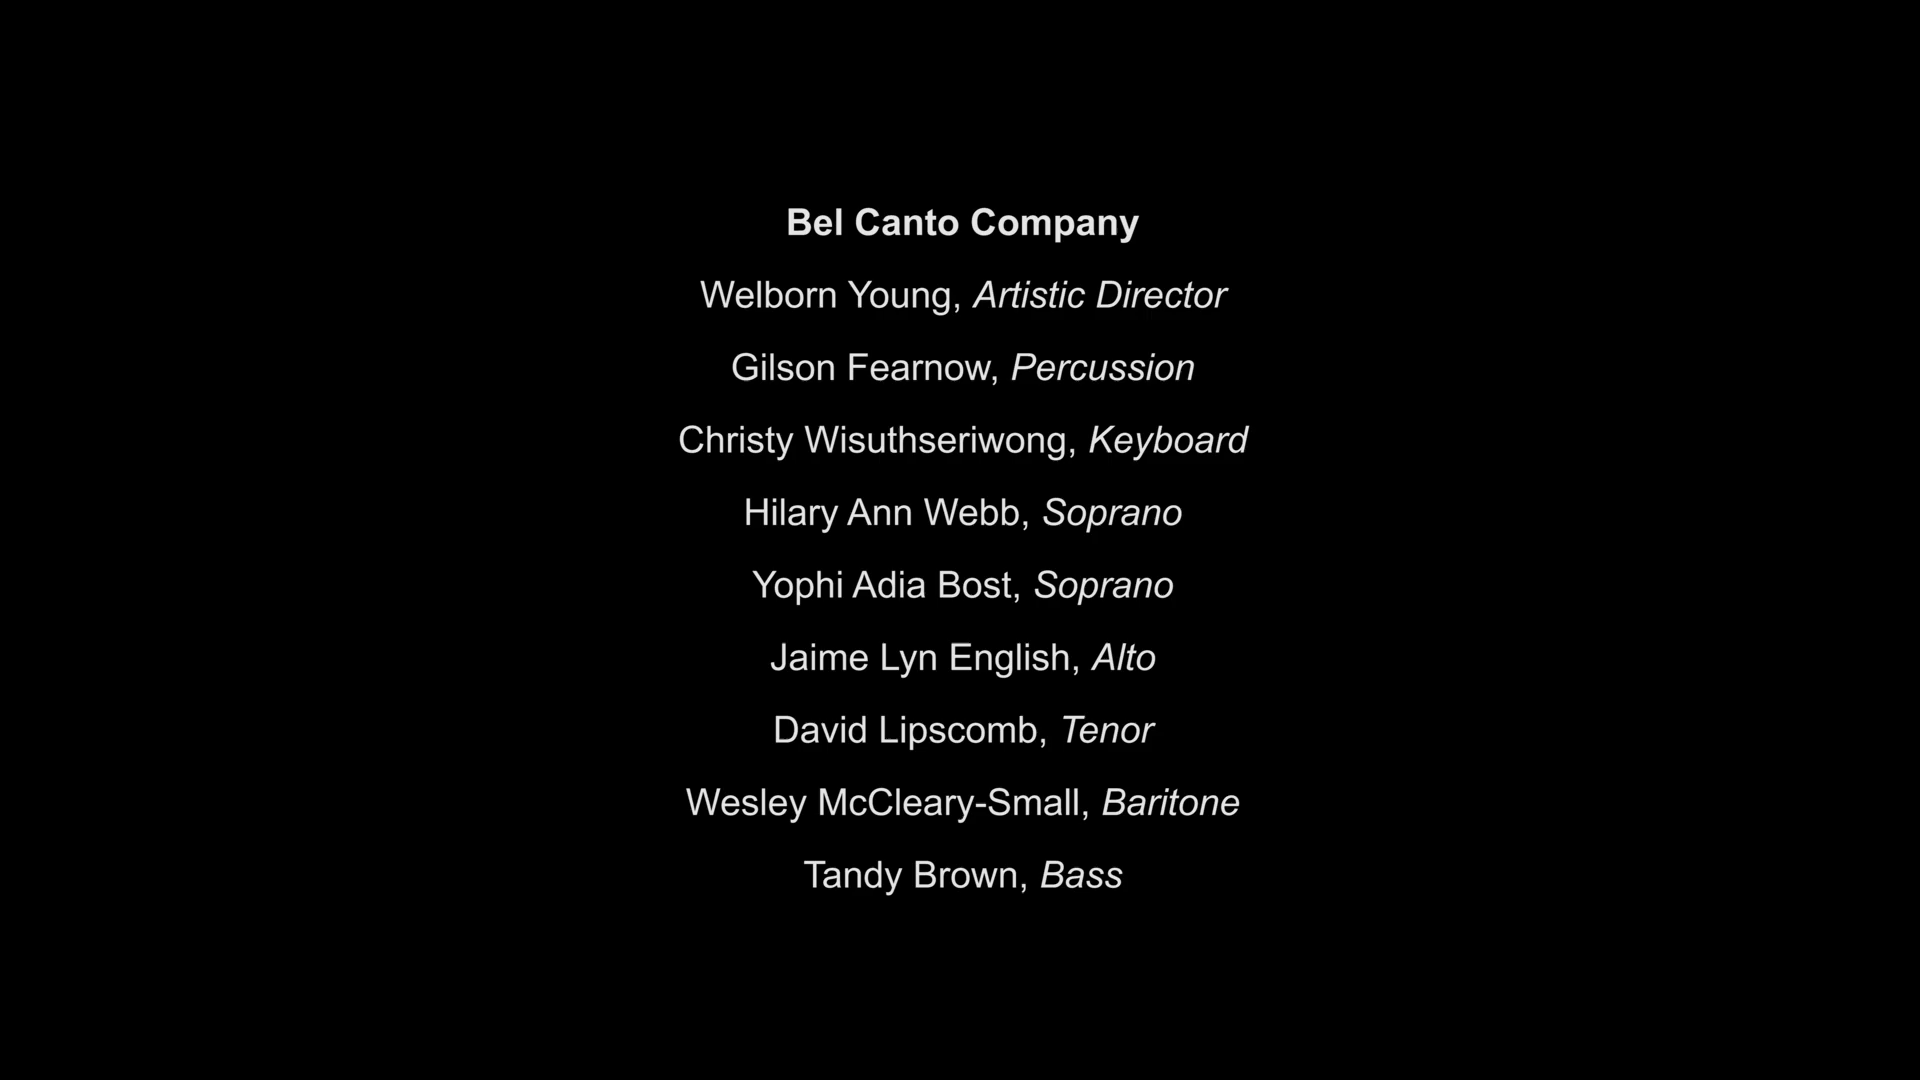 Bel Canto Company
Welborn Young, Artistic Director
Gilson Fearnow, Percussion
Christy Wisuthseriwong, Keyboard
Hilary Ann Webb, Soprano
Yophi Adia Bost, Soprano
Jaime Lyn English, Alto
David Lipscomb, Tenor
Wesley McCleary-Small, Baritone
Tandy Brown, Bass